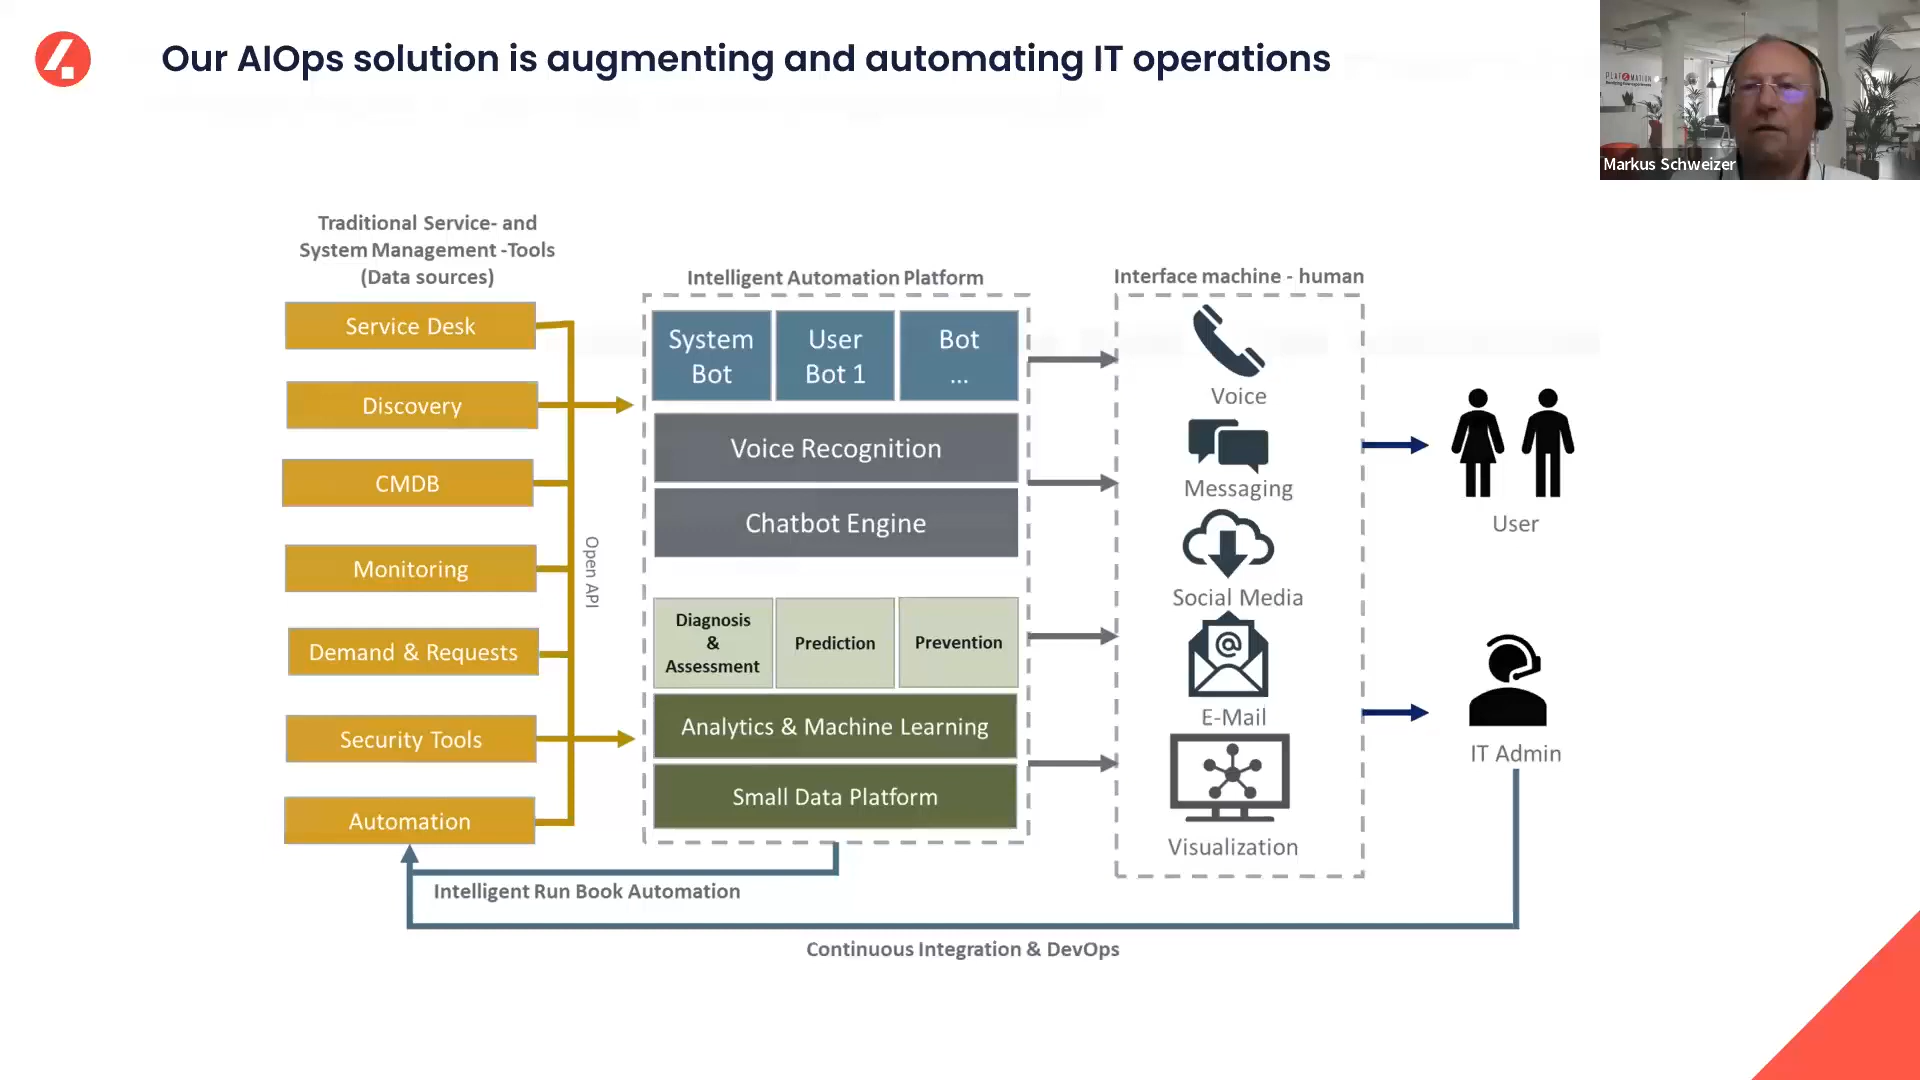 Our AIOps solution is augmenting and automating IT operations
PLAT4MATION
Markus Schweizer
Traditional Service- and
System Management -Tools
(Data sources)
Service Desk
Discovery
CMDB
Monitoring
Demand & Requests
Security Tools
Automation
Open API
Intelligent Automation Platform
System
Bot
User
Bot 1
Bot
...
Voice Recognition
Chatbot Engine
Diagnosis
&
Assessment
Prediction
Prevention
Analytics & Machine Learning
Small Data Platform
Interface machine - human
Voice
Messaging
Social Media
@
E-Mail
Visualization
User
IT Admin
Intelligent Run Book Automation
Continuous Integration & DevOps